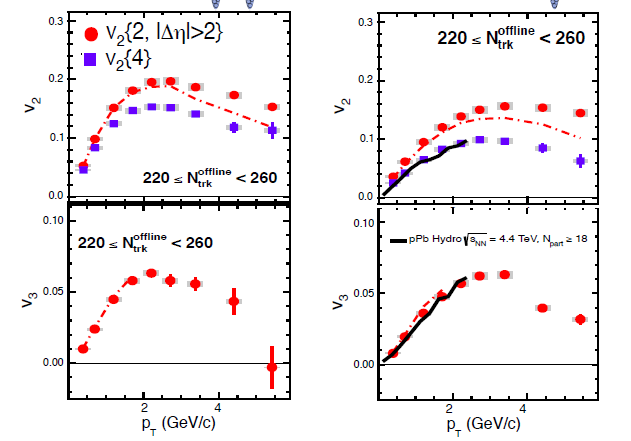 0.3
V₂{2, |Δη|>2}
V₂{4}
0.2
V₂
0.1
220 ≤ N offline trk < 260
0.0
0.3
220 ≤ N offline trk < 260
0.2
V₂
0.1
0.0
0.10
220 ≤ N offline trk < 260
0.05
V₃
0.00
2 4
p_T (GeV/c)
0.10
pPb Hydro √s_NN = 4.4 TeV, N_part ≥ 18
0.05
V₃
0.00
2 4
p_T (GeV/c)